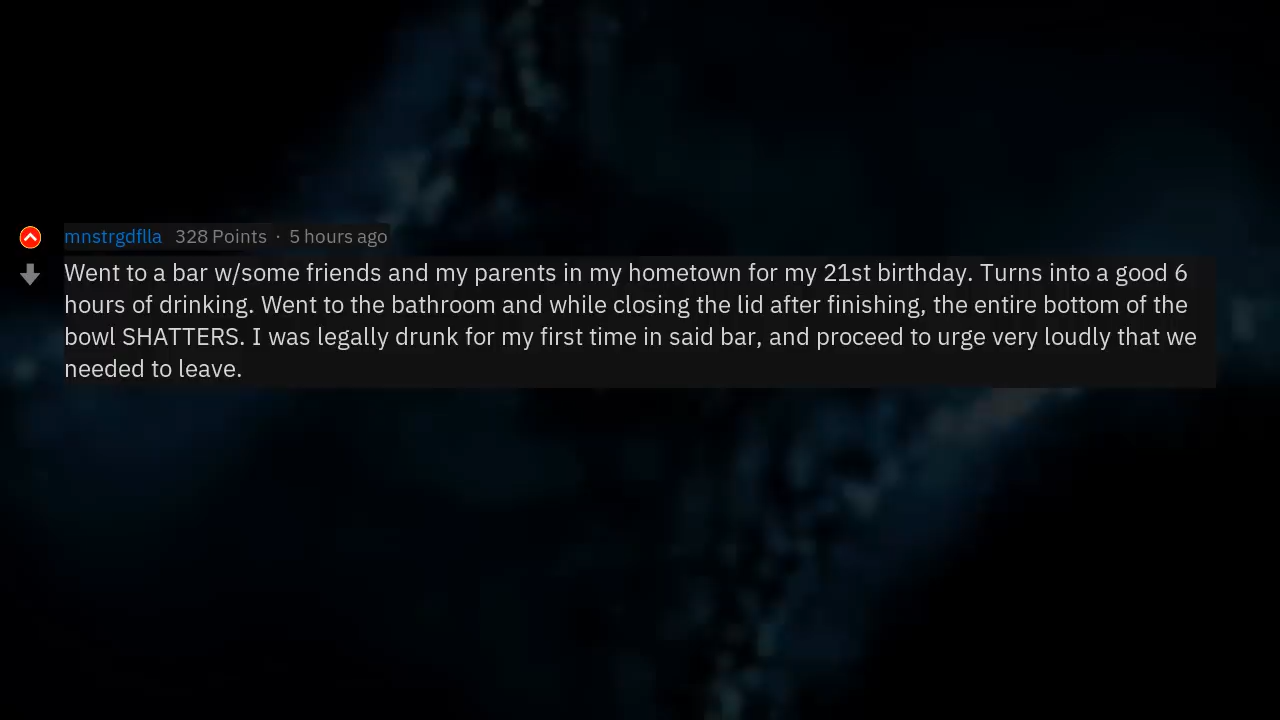 mnstrgdflla 328 Points · 5 hours ago
Went to a bar w/some friends and my parents in my hometown for my 21st birthday. Turns into a good 6
hours of drinking. Went to the bathroom and while closing the lid after finishing, the entire bottom of the
bowl SHATTERS. I was legally drunk for my first time in said bar, and proceed to urge very loudly that we
needed to leave.